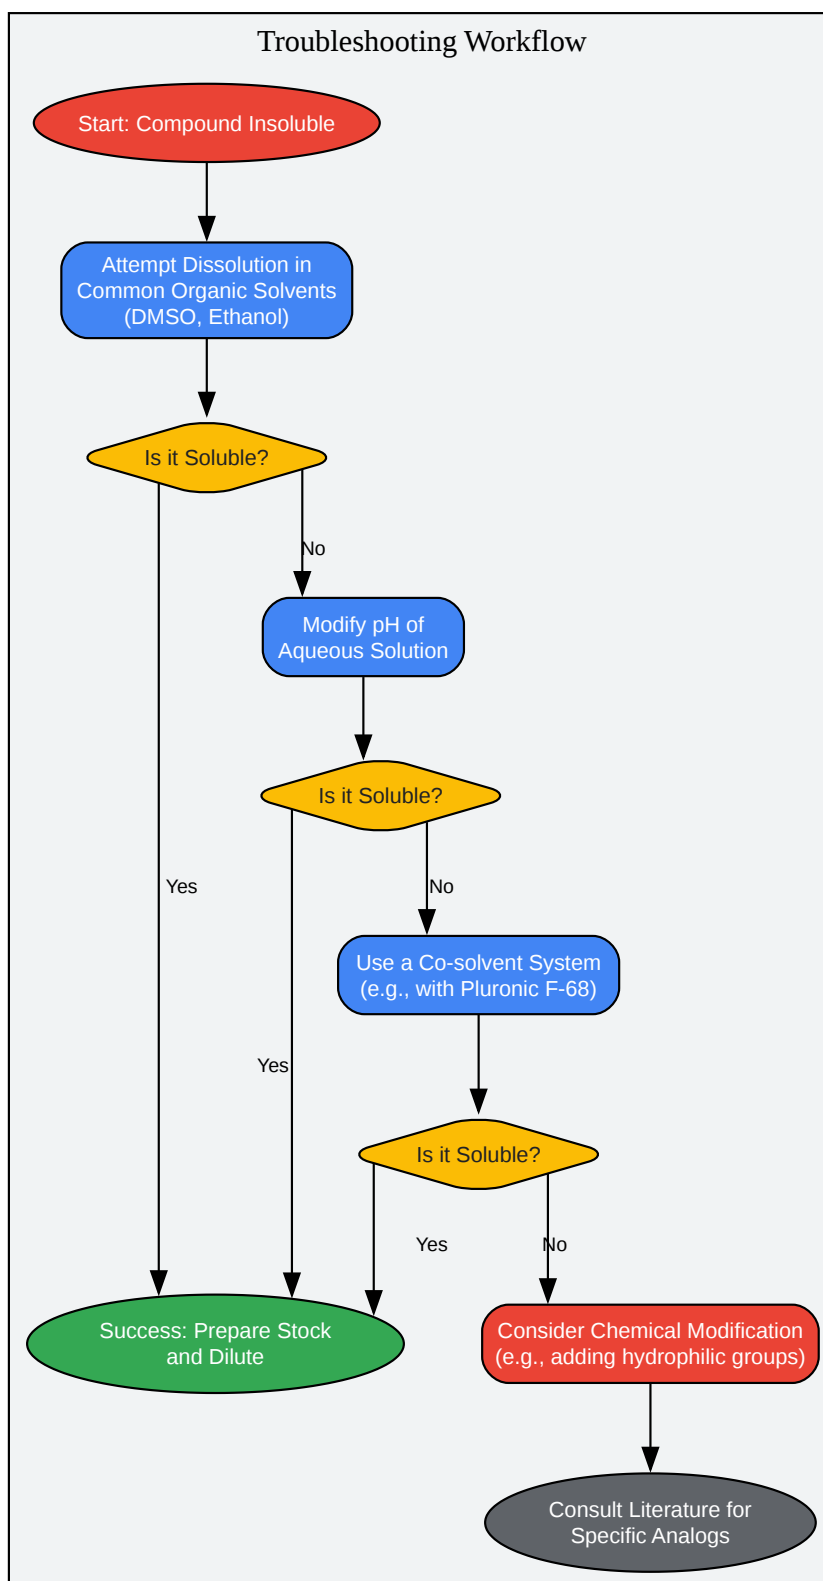 Troubleshooting Workflow
Start: Compound Insoluble
Attempt Dissolution in
Common Organic Solvents
(DMSO, Ethanol)
Is it Soluble?
No
Modify pH of
Aqueous Solution
Is it Soluble?
Yes
No
Use a Co-solvent System
(e.g., with Pluronic F-68)
Yes
Is it Soluble?
Yes
No
Success: Prepare Stock
and Dilute
Consider Chemical Modification
(e.g., adding hydrophilic groups)
Consult Literature for
Specific Analogs